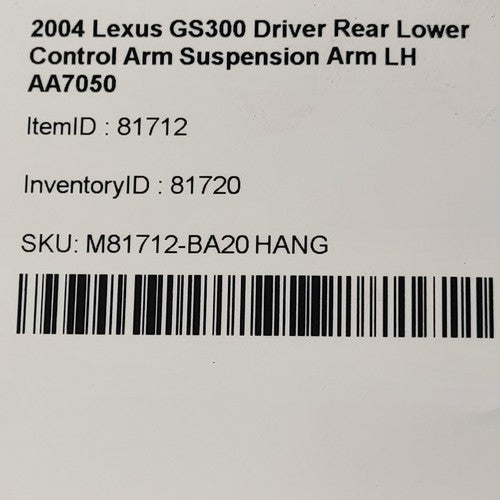 2004 Lexus GS300 Driver Rear Lower
Control Arm Suspension Arm LH
AA7050
ItemID : 81712
InventoryID : 81720
SKU: M81712-BA20 HANG